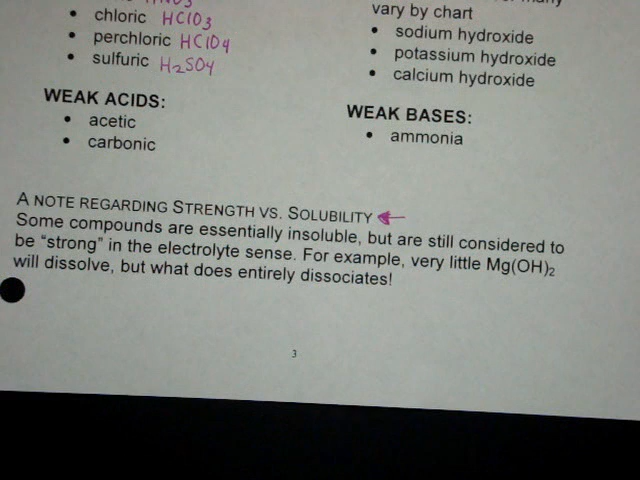 HNO3
• chloric HClO3
• perchloric HClO4
• sulfuric H2SO4
WEAK ACIDS:
• acetic
• carbonic
many
vary by chart
• sodium hydroxide
• potassium hydroxide
• calcium hydroxide
WEAK BASES:
• ammonia
A NOTE REGARDING STRENGTH VS. SOLUBILITY
Some compounds are essentially insoluble, but are still considered to
be “strong” in the electrolyte sense. For example, very little Mg(OH)2
will dissolve, but what does entirely dissociates!
3